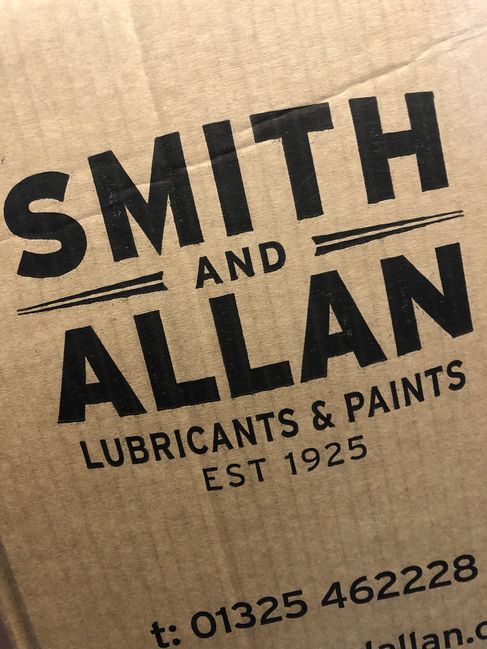 SMITH
AND
ALLAN
LUBRICANTS & PAINTS
EST 1925
t: 01325 462228